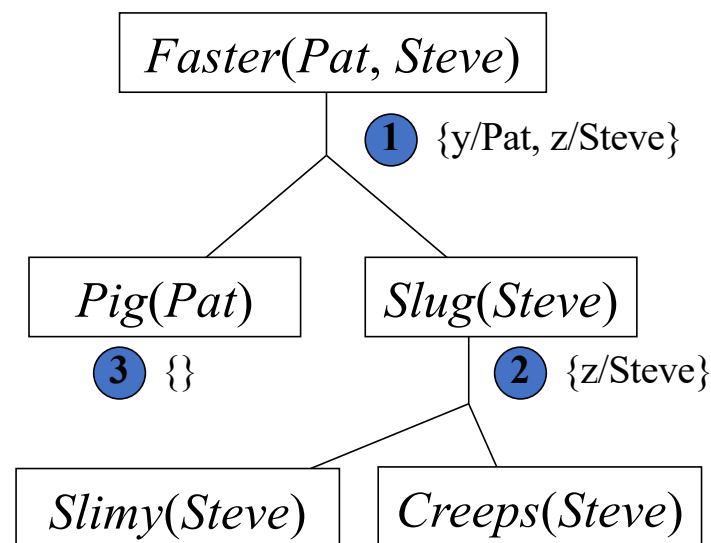 Faster(Pat, Steve)
1 {y/Pat, z/Steve}
Pig(Pat) Slug(Steve)
3 {} 2 {z/Steve}
Slimy(Steve) Creeps(Steve)